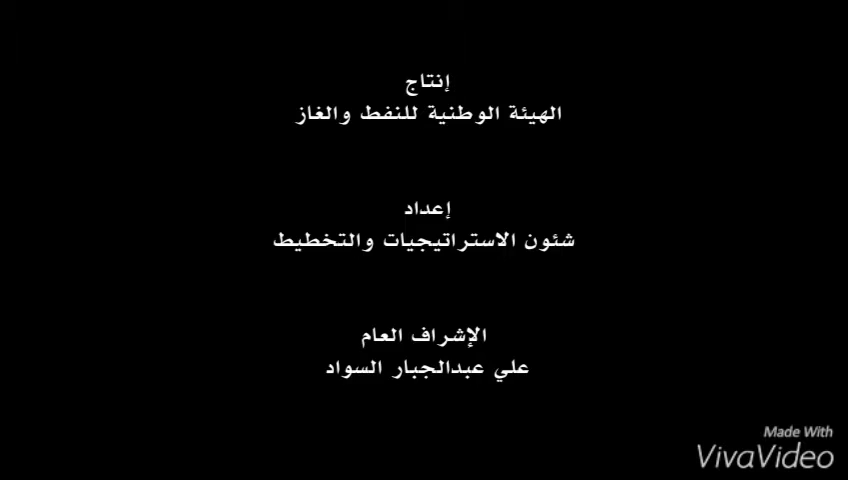 إنتاج
الهيئة الوطنية للنفط والغاز
إعداد
شئون الاستراتيجيات والتخطيط
الإشراف العام
علي عبدالجبار السواد
Made With
VivaVideo